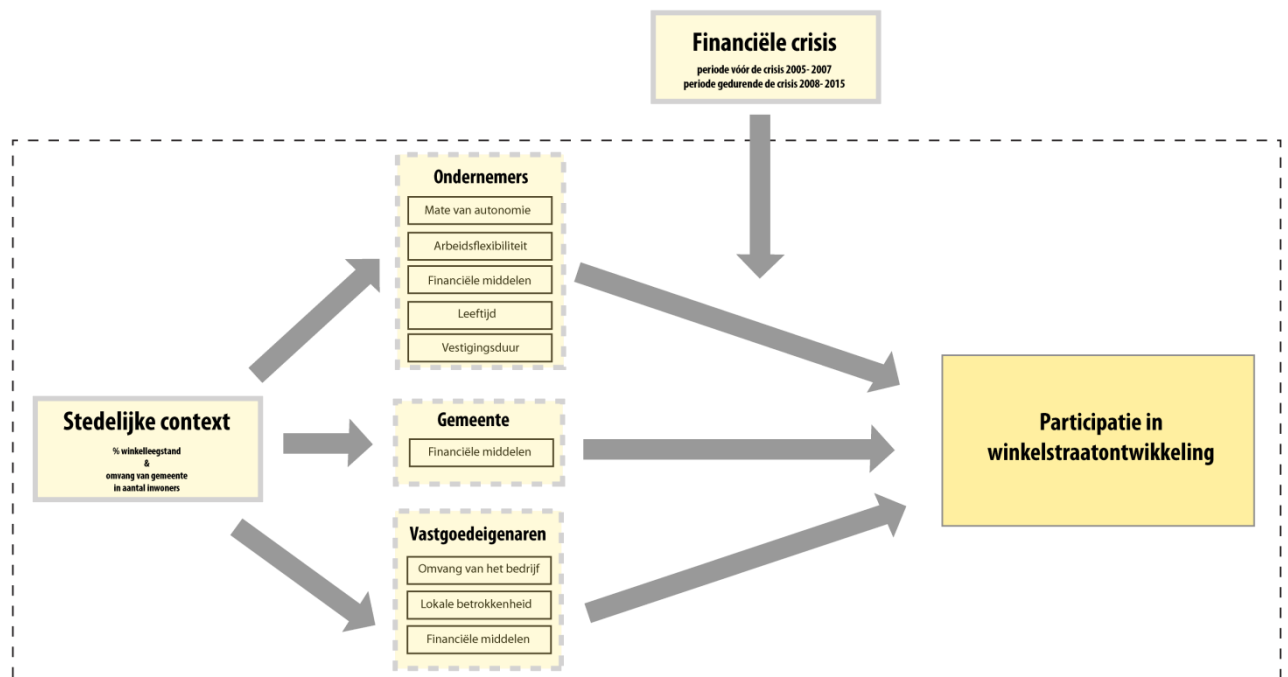 Financiële crisis
periode vóór de crisis 2005- 2007
periode gedurende de crisis 2008- 2015
Ondernemers
Mate van autonomie
Arbeidsflexibiliteit
Financiële middelen
Leeftijd
Vestigingsduur
Stedelijke context
% winkelleegstand
&
omvang van gemeente
in aantal inwoners
Gemeente
Financiële middelen
Vastgoedeigenaren
Omvang van het bedrijf
Lokale betrokkenheid
Financiële middelen
Participatie in
winkelstraatontwikkeling